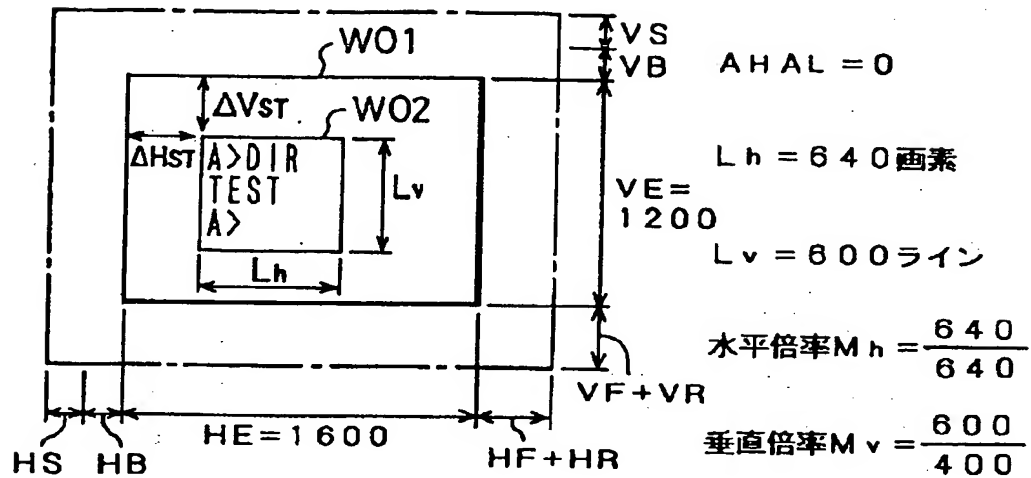 WO1
VS
VB
AHAL=0
ΔVST
WO2
ΔHST
A>DIR
TEST
A>
Lv
Lh
Lh=640画素
VE=
1200
Lv=600ライン
水平倍率Mh=640/640
VF+VR
HE=1600
HS
HB
HF+HR
垂直倍率Mv=600/400